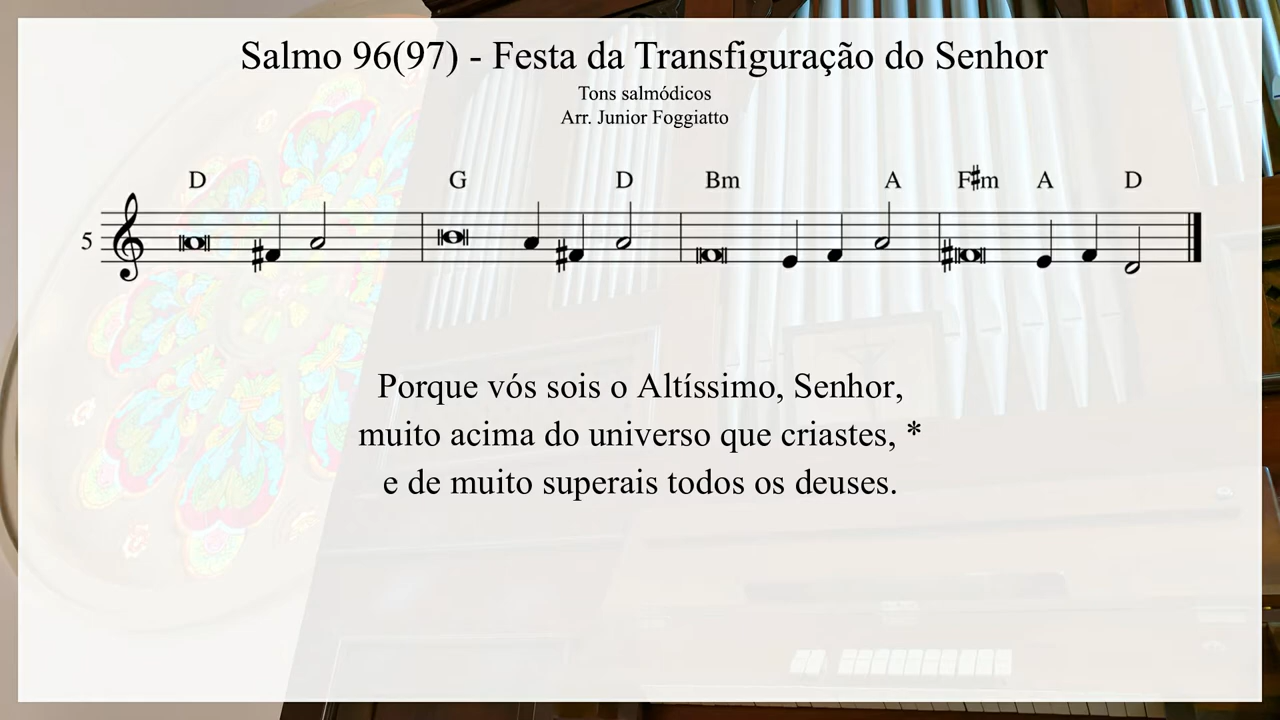 Salmo 96(97) - Festa da Transfiguração do Senhor
Tons salmódicos
Arr. Junior Foggiatto
D G D Bm A F#m A D
5
Porque vós sois o Altíssimo, Senhor,
muito acima do universo que criastes, *
e de muito superais todos os deuses.